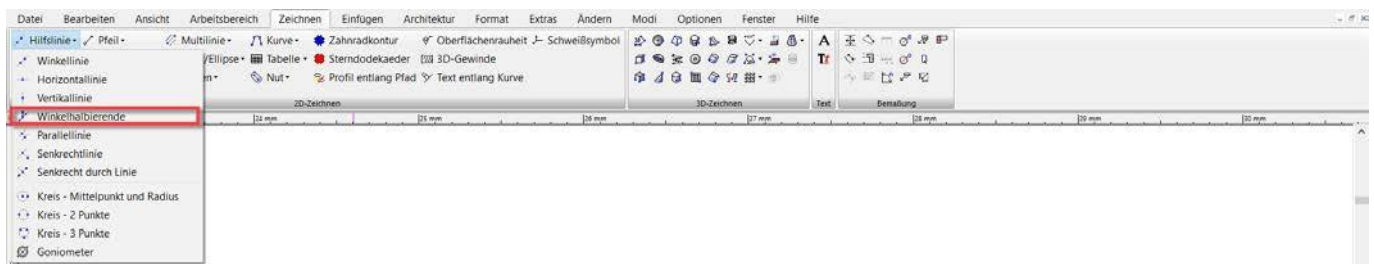 Datei Bearbeiten Ansicht Arbeitsbereich Zeichnen Einfügen Architektur Format Extras Ändern Modi Optionen Fenster Hilfe
Hilfslinie Pfeil Multilinie Kurve Zahnradkontur Oberflächenrauheit Schweißsymbol
Winkellinie /Ellipse Tabelle Sterndodekaeder 3D-Gewinde
Horizontallinie Nut Profil entlang Pfad Text entlang Kurve
Vertikallinie 2D-Zeichnen 3D-Zeichnen Text Bemaßung
Winkelhalbierende 24 mm 25 mm 26 mm 27 mm 28 mm 29 mm 30 mm
Parallellinie
Senkrechtlinie
Senkrecht durch Linie
Kreis - Mittelpunkt und Radius
Kreis - 2 Punkte
Kreis - 3 Punkte
Goniometer